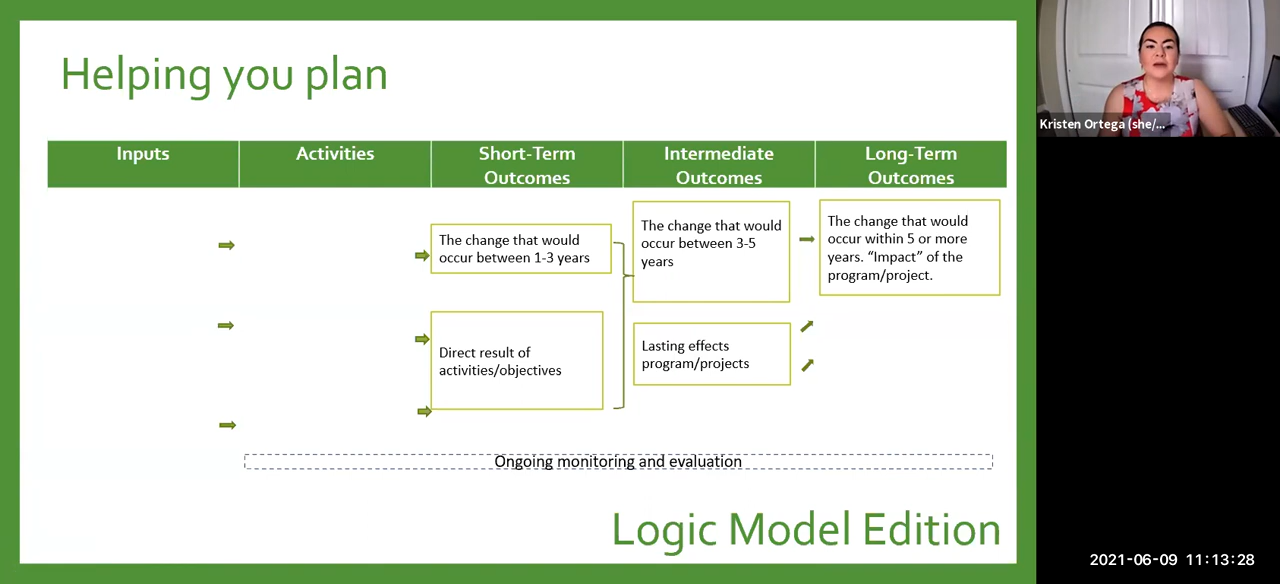 Helping you plan
Inputs
Activities
Short-Term
Outcomes
Intermediate
Outcomes
Long-Term
Outcomes
The change that would
occur between 1-3 years
Direct result of
activities/objectives
The change that would
occur between 3-5
years
Lasting effects
program/projects
The change that would
occur within 5 or more
years. “Impact” of the
program/project.
Ongoing monitoring and evaluation
Logic Model Edition
Kristen Ortega (she/...
2021-06-09 11:13:28